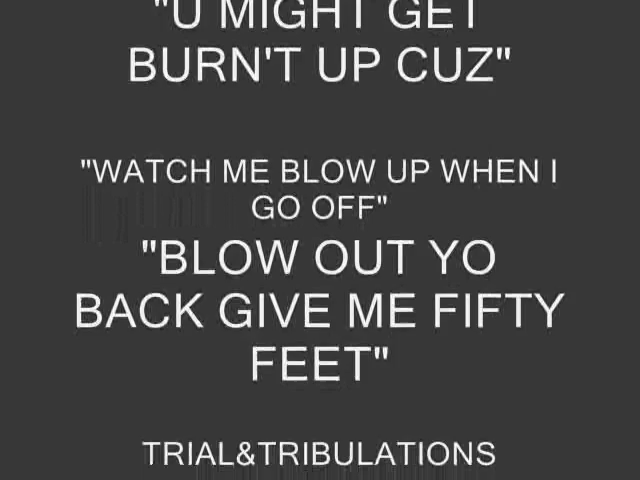 "U MIGHT GET
BURN'T UP CUZ"
"WATCH ME BLOW UP WHEN I
GO OFF"
"BLOW OUT YO
BACK GIVE ME FIFTY
FEET"
TRIAL&TRIBULATIONS